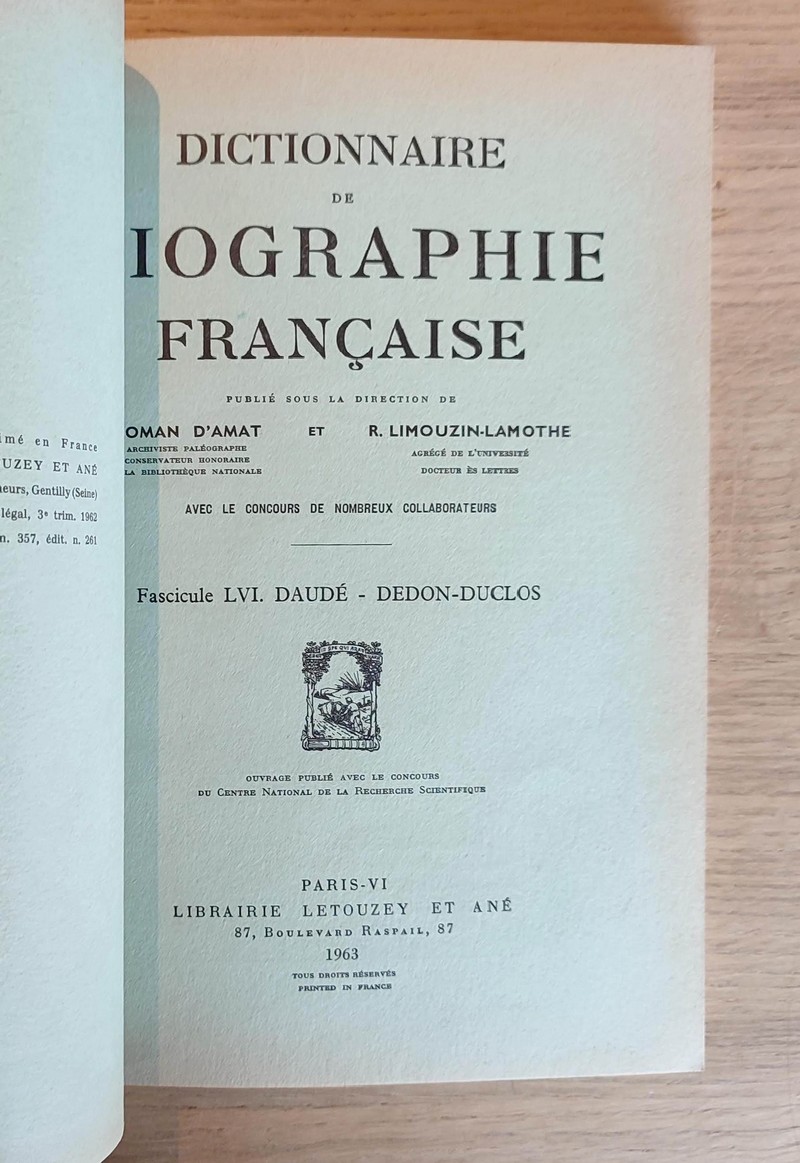 imé en France
UZEY ET ANÉ
eurs, Gentilly (Seine)
légal, 3e trim. 1962
n. 357, édit. n. 261
DICTIONNAIRE
DE
IOGRAPHIE
FRANÇAISE
PUBLIÉ SOUS LA DIRECTION DE
OMAN D'AMAT ET R. LIMOUZIN-LAMOTHE
ARCHIVISTE PALÉOGRAPHE
CONSERVATEUR HONORAIRE
LA BIBLIOTHÈQUE NATIONALE
AGRÉGÉ DE L'UNIVERSITÉ
DOCTEUR ÈS LETTRES
AVEC LE CONCOURS DE NOMBREUX COLLABORATEURS
Fascicule LVI. DAUDÉ - DEDON-DUCLOS
SPE QUI
OUVRAGE PUBLIÉ AVEC LE CONCOURS
DU CENTRE NATIONAL DE LA RECHERCHE SCIENTIFIQUE
PARIS-VI
LIBRAIRIE LETOUZEY ET ANÉ
87, BOULEVARD RASPAIL, 87
1963
TOUS DROITS RÉSERVÉS
PRINTED IN FRANCE